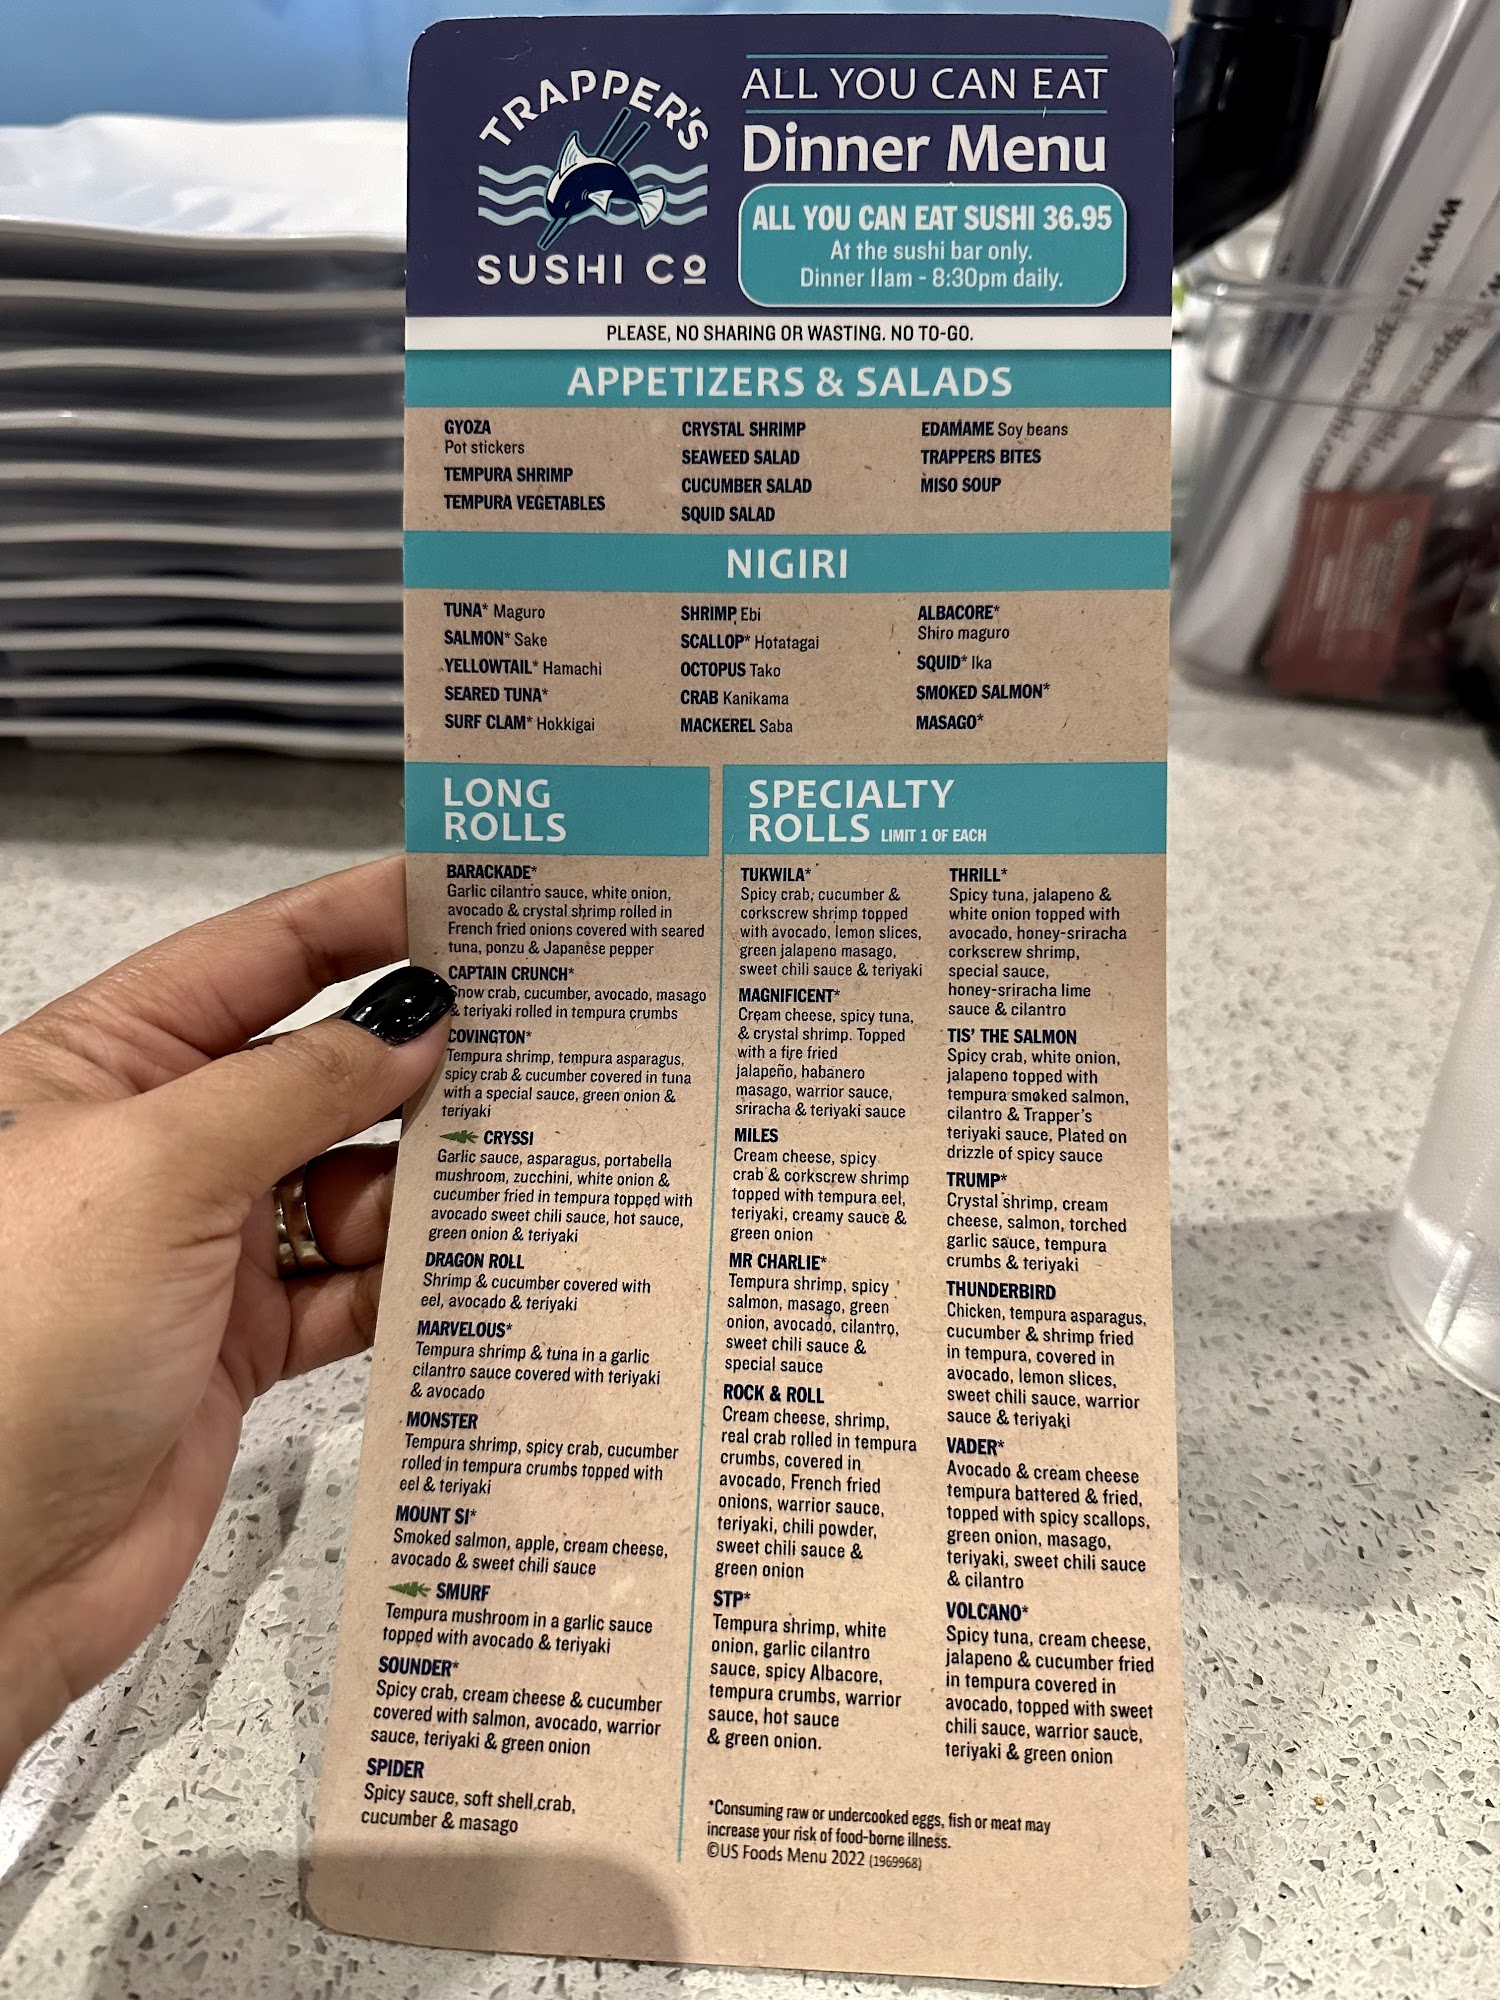 TRAPPER'S
SUSHI CO
ALL YOU CAN EAT
Dinner Menu
ALL YOU CAN EAT SUSHI 36.95
At the sushi bar only.
Dinner 11am - 8:30pm daily.
PLEASE, NO SHARING OR WASTING. NO TO-GO.
APPETIZERS & SALADS
GYOZA
Pot stickers
TEMPURA SHRIMP
TEMPURA VEGETABLES
CRYSTAL SHRIMP
SEAWEED SALAD
CUCUMBER SALAD
SQUID SALAD
EDAMAME Soy beans
TRAPPERS BITES
MISO SOUP
NIGIRI
TUNA* Maguro
SALMON* Sake
YELLOWTAIL* Hamachi
SEARED TUNA*
SURF CLAM* Hokkigai
SHRIMP Ebi
SCALLOP* Hotatagai
OCTOPUS Tako
CRAB Kanikama
MACKEREL Saba
ALBACORE*
Shiro maguro
SQUID* Ika
SMOKED SALMON*
MASAGO*
LONG
ROLLS
BARACKADE*
Garlic cilantro sauce, white onion,
avocado & crystal shrimp rolled in
French fried onions covered with seared
tuna, ponzu & Japanese pepper
CAPTAIN CRUNCH*
Snow crab, cucumber, avocado, masago
& teriyaki rolled in tempura crumbs
COVINGTON*
Tempura shrimp, tempura asparagus,
spicy crab & cucumber covered in tuna
with a special sauce, green onion &
teriyaki
CRYSSI
Garlic sauce, asparagus, portabella
mushroom, zucchini, white onion &
cucumber fried in tempura topped with
avocado sweet chili sauce, hot sauce,
green onion & teriyaki
DRAGON ROLL
Shrimp & cucumber covered with
eel, avocado & teriyaki
MARVELOUS*
Tempura shrimp & tuna in a garlic
cilantro sauce covered with teriyaki
& avocado
MONSTER
Tempura shrimp, spicy crab, cucumber
rolled in tempura crumbs topped with
eel & teriyaki
MOUNT SI*
Smoked salmon, apple, cream cheese,
avocado & sweet chili sauce
SMURF
Tempura mushroom in a garlic sauce
topped with avocado & teriyaki
SOUNDER*
Spicy crab, cream cheese & cucumber
covered with salmon, avocado, warrior
sauce, teriyaki & green onion
SPIDER
Spicy sauce, soft shell crab,
cucumber & masago
SPECIALTY
ROLLS LIMIT 1 OF EACH
TUKWILA*
Spicy crab, cucumber &
corkscrew shrimp topped
with avocado, lemon slices,
green jalapeno masago,
sweet chili sauce & teriyaki
MAGNIFICENT*
Cream cheese, spicy tuna,
& crystal shrimp. Topped
with a fire fried
jalapeño, habanero
masago, warrior sauce,
sriracha & teriyaki sauce
MILES
Cream cheese, spicy
crab & corkscrew shrimp
topped with tempura eel,
teriyaki, creamy sauce &
green onion
MR CHARLIE*
Tempura shrimp, spicy
salmon, masago, green
onion, avocado, cilantro,
sweet chili sauce &
special sauce
ROCK & ROLL
Cream cheese, shrimp,
real crab rolled in tempura
crumbs, covered in
avocado, French fried
onions, warrior sauce,
teriyaki, chili powder,
sweet chili sauce &
green onion
STP*
Tempura shrimp, white
onion, garlic cilantro
sauce, spicy Albacore,
tempura crumbs, warrior
sauce, hot sauce
& green onion.
THRILL*
Spicy tuna, jalapeno &
white onion topped with
avocado, honey-sriracha
corkscrew shrimp,
special sauce,
honey-sriracha lime
sauce & cilantro
TIS' THE SALMON
Spicy crab, white onion,
jalapeno topped with
tempura smoked salmon,
cilantro & Trapper's
teriyaki sauce, Plated on
drizzle of spicy sauce
TRUMP*
Crystal shrimp, cream
cheese, salmon, torched
garlic sauce, tempura
crumbs & teriyaki
THUNDERBIRD
Chicken, tempura asparagus,
cucumber & shrimp fried
in tempura, covered in
avocado, lemon slices,
sweet chili sauce, warrior
sauce & teriyaki
VADER*
Avocado & cream cheese
tempura battered & fried,
topped with spicy scallops,
green onion, masago,
teriyaki, sweet chili sauce
& cilantro
VOLCANO*
Spicy tuna, cream cheese,
jalapeno & cucumber fried
in tempura covered in
avocado, topped with sweet
chili sauce, warrior sauce,
teriyaki & green onion
*Consuming raw or undercooked eggs, fish or meat may
increase your risk of food-borne illness.
©US Foods Menu 2022 (1969968)